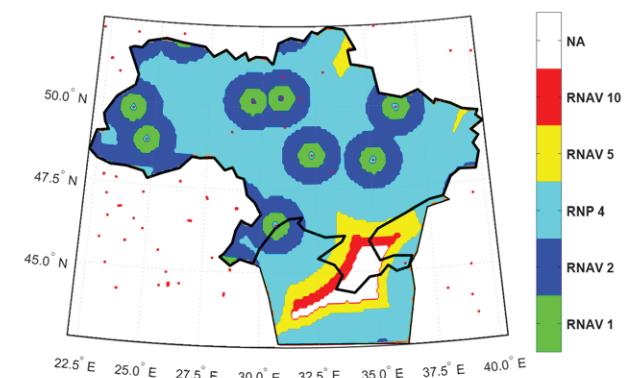 50.0° N
47.5° N
45.0° N
22.5° E
25.0° E
27.5° E
30.0° E
32.5° E
35.0° E
37.5° E
40.0° E
NA
RNAV 10
RNAV 5
RNP 4
RNAV 2
RNAV 1